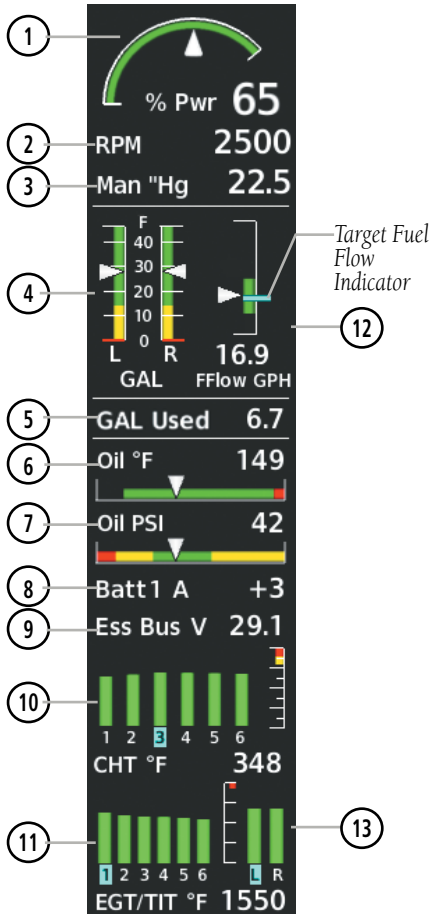 1
% Pwr 65
2 RPM 2500
3 Man "Hg 22.5
F
40
30
20
10
0
4
L R
GAL
Target Fuel
Flow
Indicator
12
16.9
FFlow GPH
5 GAL Used 6.7
6 Oil °F 149
7 Oil PSI 42
8 Batt1 A +3
9 Ess Bus V 29.1
10
1 2 3 4 5 6
CHT °F 348
11
1 2 3 4 5 6
L R
13
EGT/TIT °F 1550